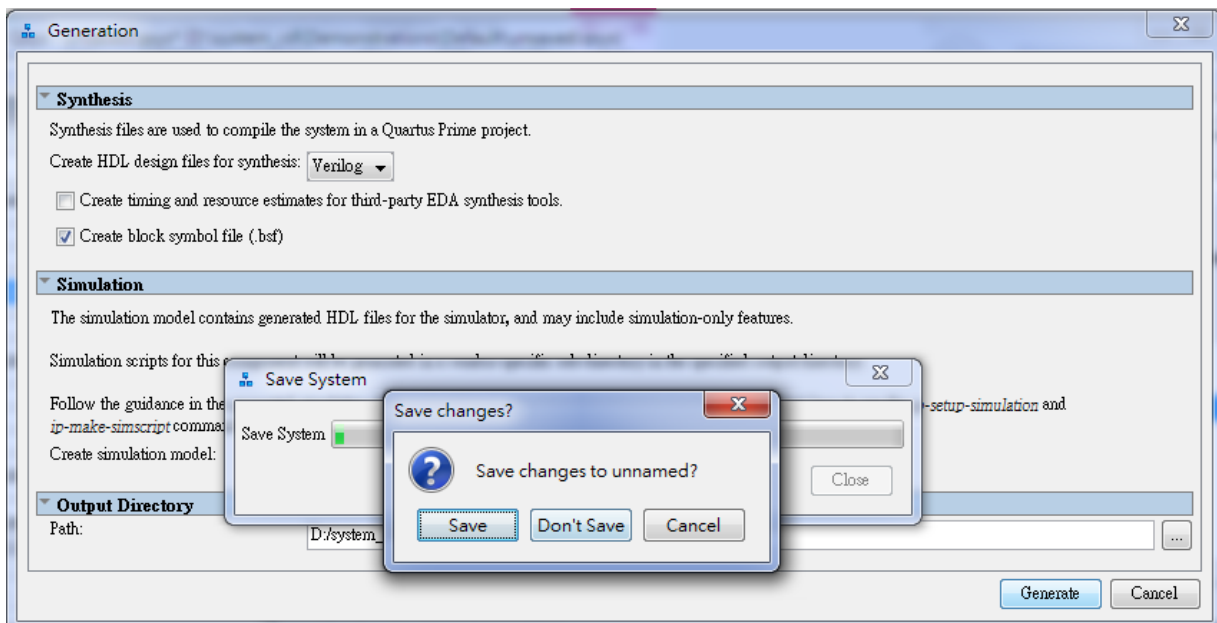 Generation
Synthesis
Synthesis files are used to compile the system in a Quartus Prime project.
Create HDL design files for synthesis: Verilog
Create timing and resource estimates for third-party EDA synthesis tools.
Create block symbol file (.bsf)
Simulation
The simulation model contains generated HDL files for the simulator, and may include simulation-only features.
Simulation scripts for this
Follow the guidance in the
-setup-simulation and
ip-make-simscript
Create simulation model:
Output Directory
Path:
D:/system_
...
Generate
Cancel
Save System
Save System
Close
Save changes?
Save changes to unnamed?
Save
Don't Save
Cancel